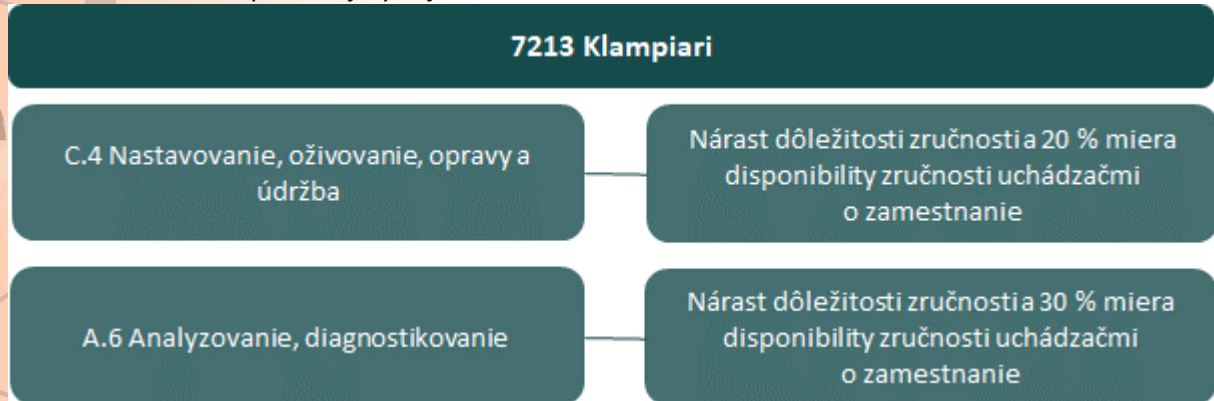 7213 Klampiari
C.4 Nastavovanie, oživovanie, opravy a
údržba
Nárast dôležitosti zručnosti a 20 % miera
disponibility zručnosti uchádzačmi
o zamestnanie
A.6 Analyzovanie, diagnostikovanie
Nárast dôležitosti zručnosti a 30 % miera
disponibility zručnosti uchádzačmi
o zamestnanie